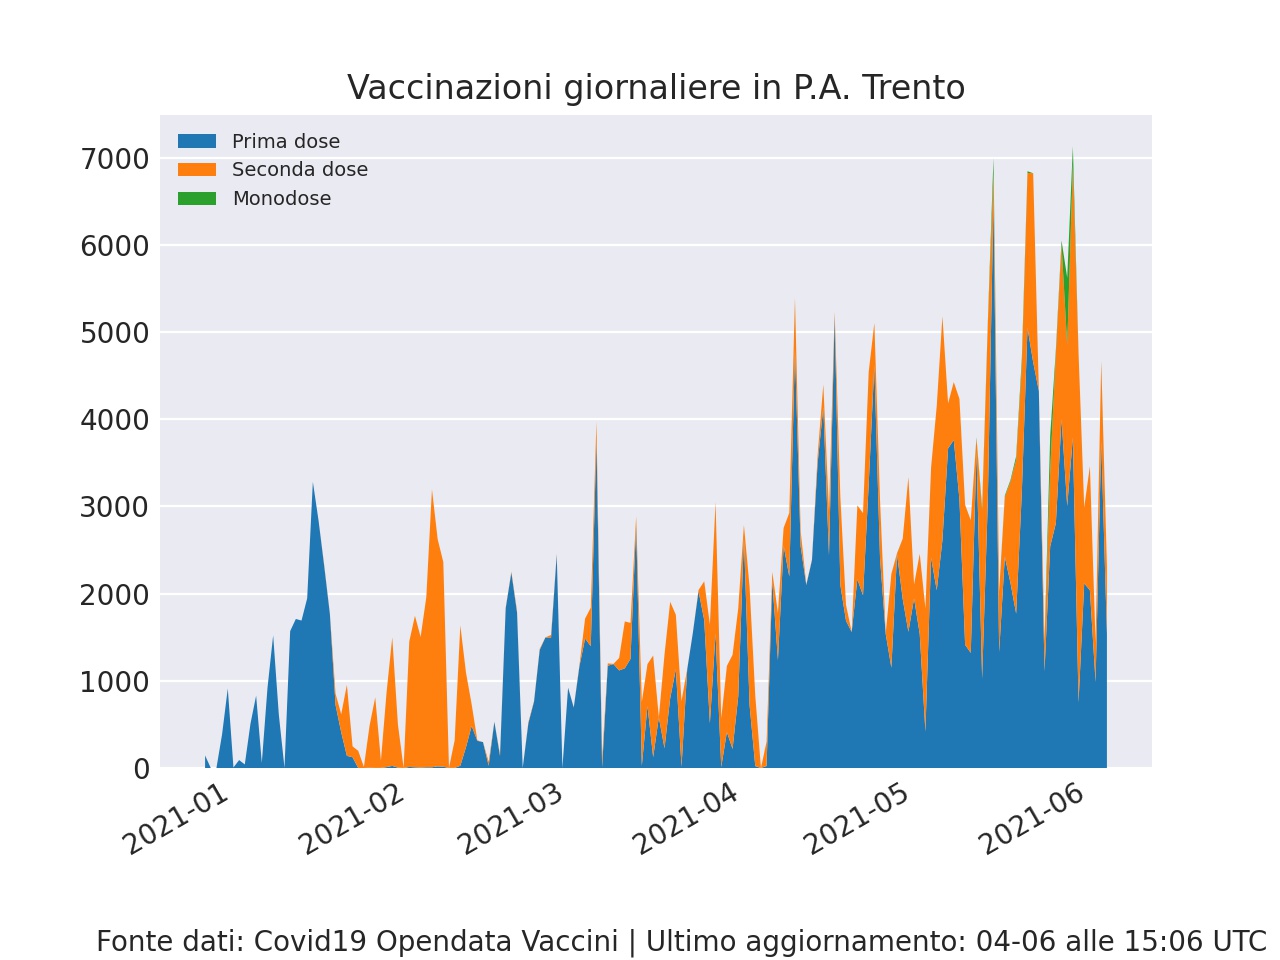 Vaccinazioni giornaliere in P.A. Trento
Prima dose
Seconda dose
Monodose
7000
6000
5000
4000
3000
2000
1000
0
2021-01
2021-02
2021-03
2021-04
2021-05
2021-06
Fonte dati: Covid19 Opendata Vaccini | Ultimo aggiornamento: 04-06 alle 15:06 UTC